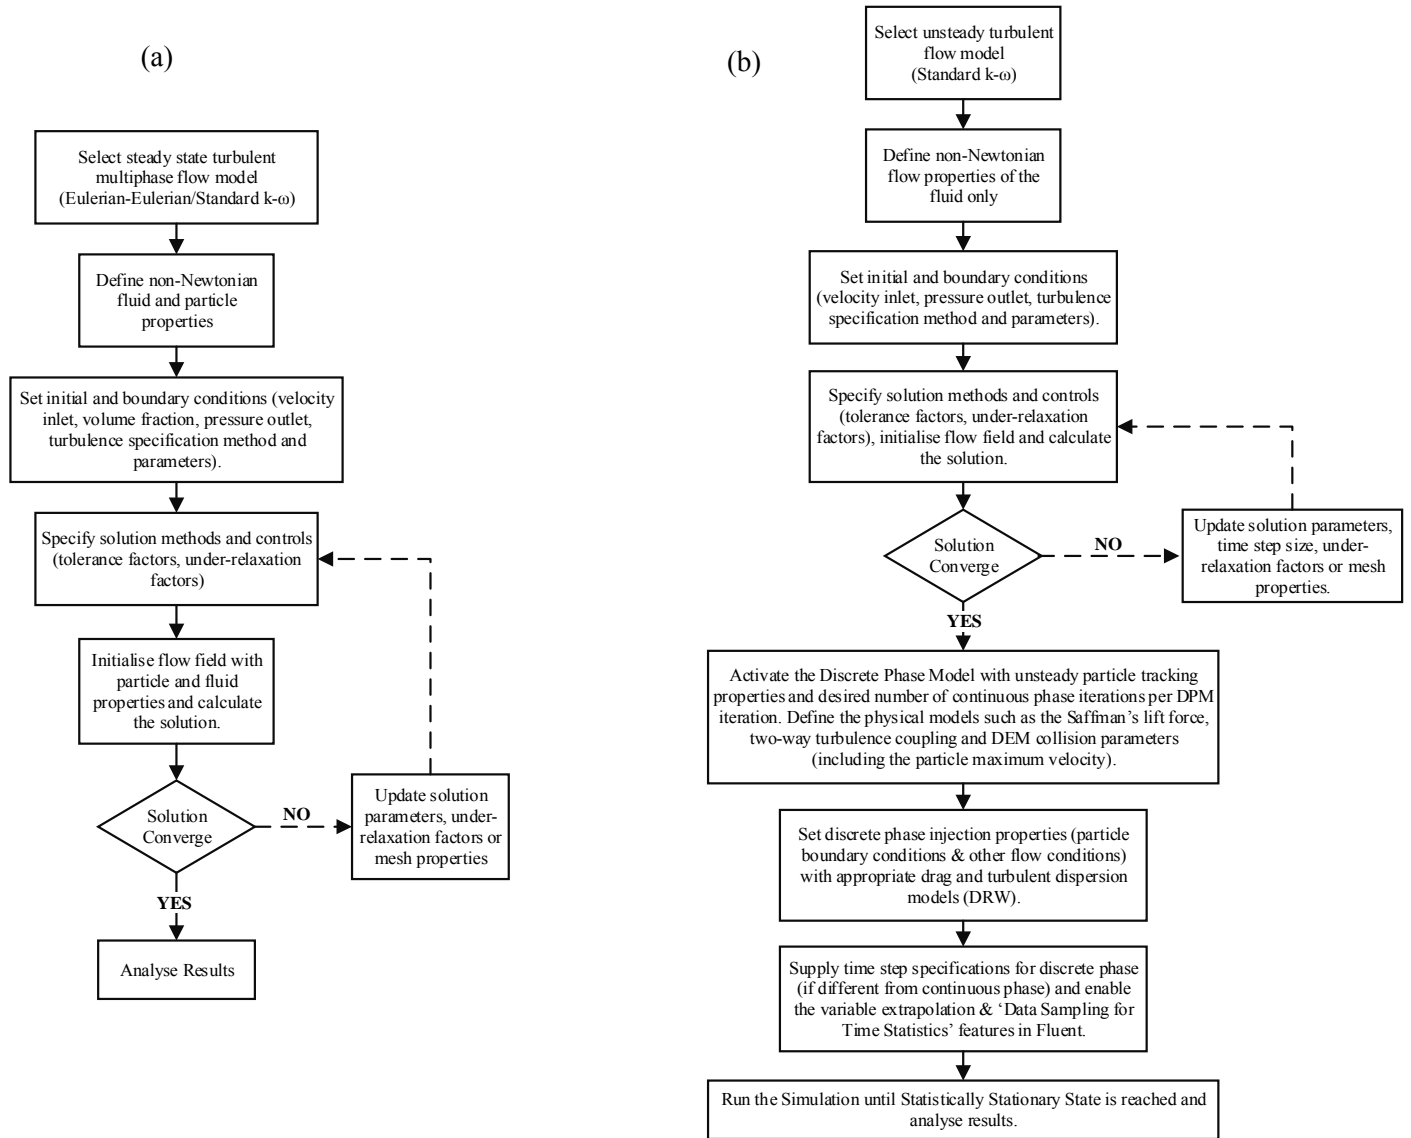 (a)
Select steady state turbulent
multiphase flow model
(Eulerian-Eulerian/Standard k-ω)
Define non-Newtonian
fluid and particle
properties
Set initial and boundary conditions (velocity
inlet, volume fraction, pressure outlet,
turbulence specification method and
parameters).
Specify solution methods and controls
(tolerance factors, under-relaxation
factors)
Initialise flow field with
particle and fluid
properties and calculate
the solution.
Solution
Converge
NO
Update solution
parameters, under-
relaxation factors or
mesh properties
YES
Analyse Results
(b)
Select unsteady turbulent
flow model
(Standard k-ω)
Define non-Newtonian
flow properties of the
fluid only
Set initial and boundary conditions
(velocity inlet, pressure outlet, turbulence
specification method and parameters).
Specify solution methods and controls
(tolerance factors, under-relaxation
factors), initialise flow field and calculate
the solution.
Solution
Converge
NO
Update solution parameters,
time step size, under-
relaxation factors or mesh
properties.
YES
Activate the Discrete Phase Model with unsteady particle tracking
properties and desired number of continuous phase iterations per DPM
iteration. Define the physical models such as the Saffman’s lift force,
two-way turbulence coupling and DEM collision parameters
(including the particle maximum velocity).
Set discrete phase injection properties (particle
boundary conditions & other flow conditions)
with appropriate drag and turbulent dispersion
models (DRW).
Supply time step specifications for discrete phase
(if different from continuous phase) and enable
the variable extrapolation & ‘Data Sampling for
Time Statistics’ features in Fluent.
Run the Simulation until Statistically Stationary State is reached and
analyse results.